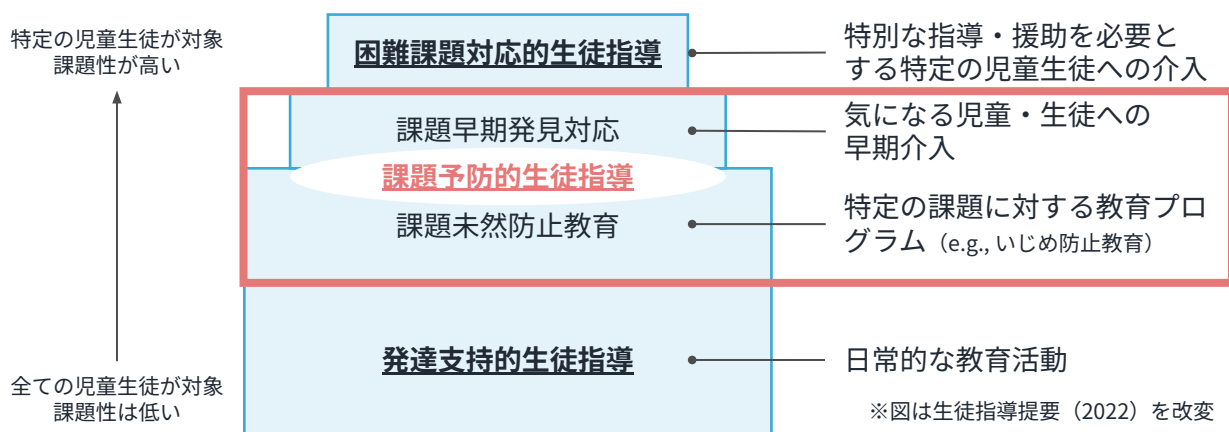 特定の児童生徒が対象
課題性が高い
困難課題対応的生徒指導
特別な指導・援助を必要と
する特定の児童生徒への介入
課題早期発見対応
気になる児童・生徒への
早期介入
課題予防的生徒指導
課題未然防止教育
特定の課題に対する教育プロ
グラム（e.g., いじめ防止教育）
発達支持的生徒指導
日常的な教育活動
全ての児童生徒が対象
課題性は低い
※図は生徒指導提要（2022）を改変